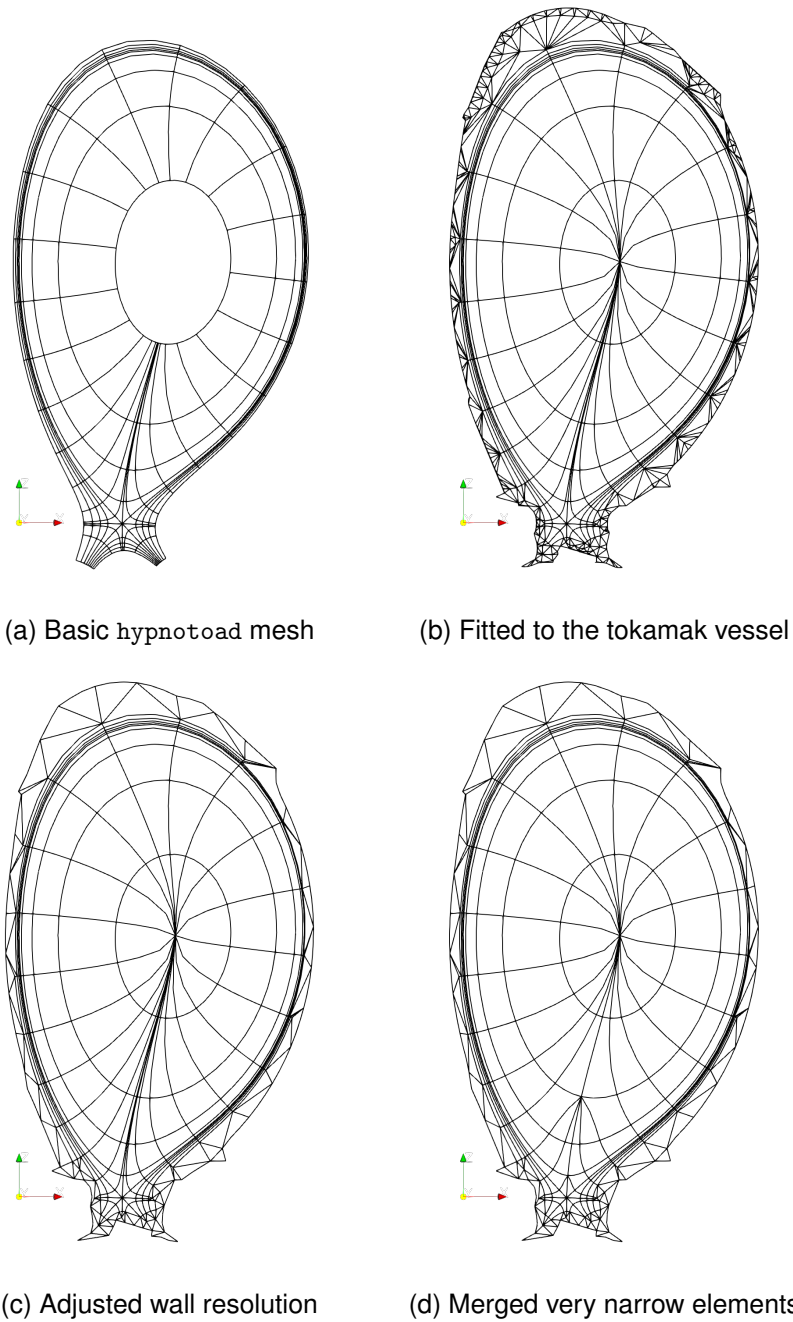 (a) Basic hypnotoad mesh
(b) Fitted to the tokamak vessel
(c) Adjusted wall resolution
(d) Merged very narrow elements